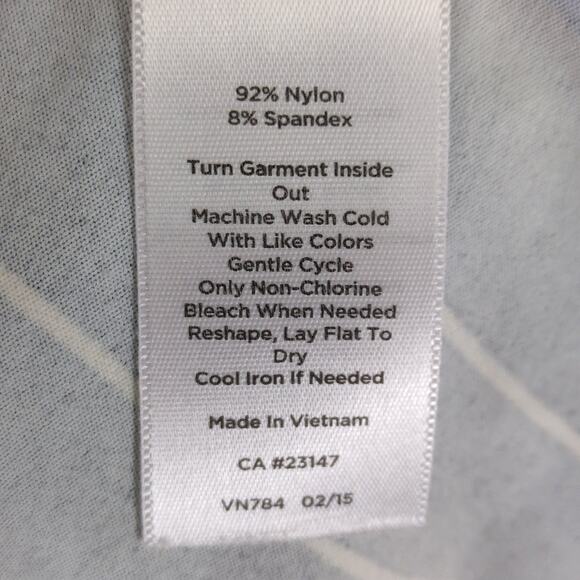 92% Nylon
8% Spandex
Turn Garment Inside
Out
Machine Wash Cold
With Like Colors
Gentle Cycle
Only Non-Chlorine
Bleach When Needed
Reshape, Lay Flat To
Dry
Cool Iron If Needed
Made In Vietnam
CA #23147
VN784 02/15